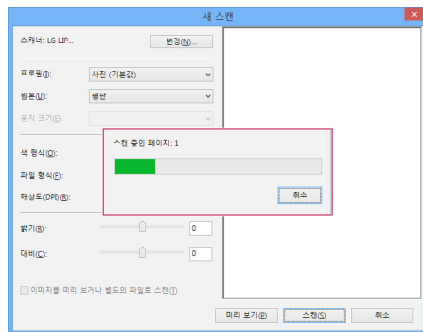 새 스캔
스캐너: LG LIP...
변경(N)...
프로필(I):
사진 (기본값)
원본(U):
평판
용지 크기(E):
스캔 중인 페이지: 1
취소
색 형식(O):
파일 형식(F):
해상도(DPI)(R):
밝기(B):
0
대비(C):
0
이미지를 미리 보거나 별도의 파일로 스캔(T)
미리 보기(P)
스캔(S)
취소